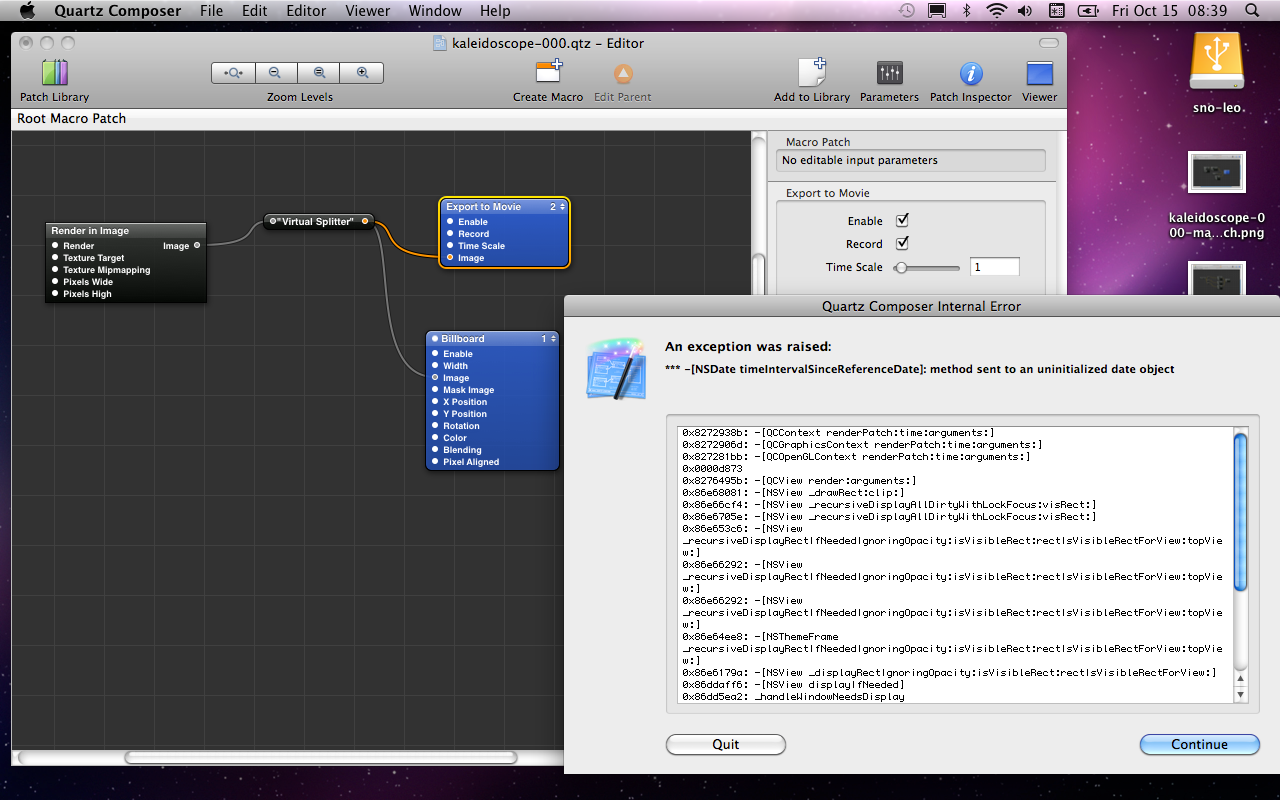 Quartz Composer File Edit Editor Viewer Window Help Fri Oct 15 08:39
kaleidoscope-000.qtz – Editor
Patch Library
Zoom Levels
Create Macro
Edit Parent
Add to Library
Parameters
Patch Inspector
Viewer
Root Macro Patch
Render in Image
Render Image
Texture Target
Texture Mipmapping
Pixels Wide
Pixels High
"Virtual Splitter"
Export to Movie 2
Enable
Record
Time Scale
Image
Billboard 1
Enable
Width
Image
Mask Image
X Position
Y Position
Rotation
Color
Blending
Pixel Aligned
Macro Patch
No editable input parameters
Export to Movie
Enable
Record
Time Scale 1
sno-leo
kaleidoscope-0
00-ma...ch.png
Quartz Composer Internal Error
An exception was raised:
*** -[NSDate timeIntervalSinceReferenceDate]: method sent to an uninitialized date object
0x8272938b: -[QCContext renderPatch:time:arguments:]
0x8272906d: -[QCGraphicsContext renderPatch:time:arguments:]
0x827281bb: -[QCOpenGLContext renderPatch:time:arguments:]
0x0000d873
0x8276495b: -[QCView render:arguments:]
0x86e68081: -[NSView _drawRect:clip:]
0x86e66cf4: -[NSView _recursiveDisplayAllDirtyWithLockFocus:visRect:]
0x86e6705e: -[NSView _recursiveDisplayAllDirtyWithLockFocus:visRect:]
0x86e653c6: -[NSView
_recursiveDisplayRectIfNeededIgnoringOpacity:isVisibleRect:rectIsVisibleRectForView:topVie
w:]
0x86e66292: -[NSView
_recursiveDisplayRectIfNeededIgnoringOpacity:isVisibleRect:rectIsVisibleRectForView:topVie
w:]
0x86e66292: -[NSView
_recursiveDisplayRectIfNeededIgnoringOpacity:isVisibleRect:rectIsVisibleRectForView:topVie
w:]
0x86e64ee8: -[NSThemeFrame
_recursiveDisplayRectIfNeededIgnoringOpacity:isVisibleRect:rectIsVisibleRectForView:topVie
w:]
0x86e6179a: -[NSView _displayRectIgnoringOpacity:isVisibleRect:rectIsVisibleRectForView:]
0x86ddaff6: -[NSView displayIfNeeded]
0x86dd5ea2: _handleWindowNeedsDisplay
Quit
Continue